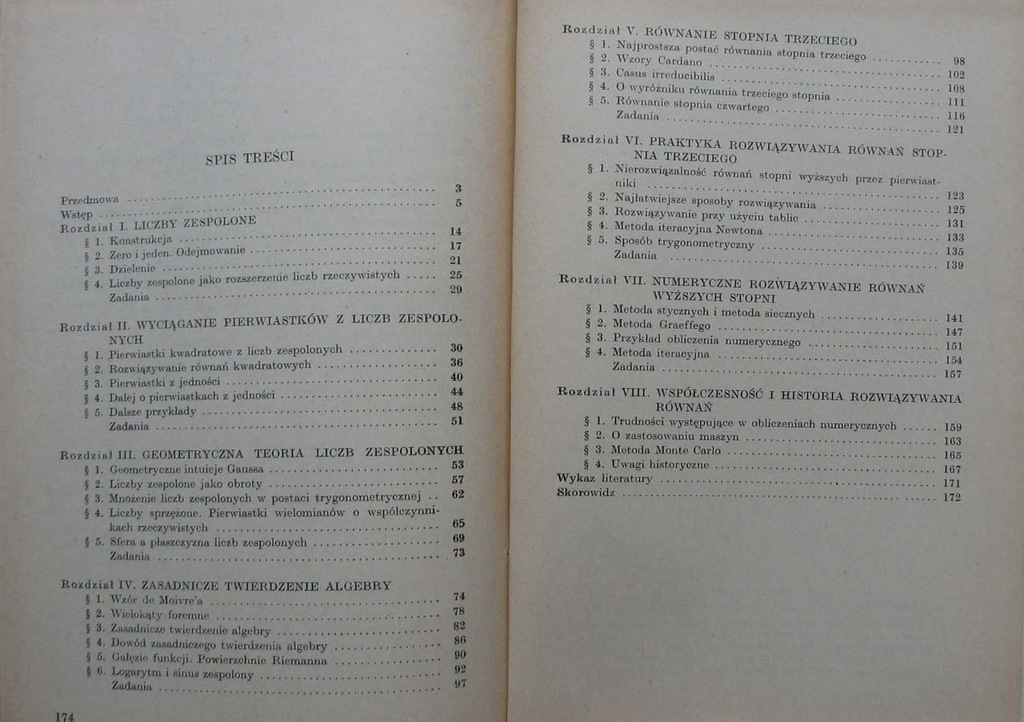 SPIS TREŚCI
Przedmowa 3
Wstęp 5
Rozdział I. LICZBY ZESPOLONE
§ 1. Konstrukcja 14
§ 2. Zero i jeden. Odejmowanie 17
§ 3. Dzielenie 21
§ 4. Liczby zespolone jako rozszerzenie liczb rzeczywistych 25
Zadania 29
Rozdział II. WYCIĄGANIE PIERWIASTKÓW Z LICZB ZESPOLO-
NYCH
§ 1. Pierwiastki kwadratowe z liczb zespolonych 30
§ 2. Rozwiązywanie równań kwadratowych 36
§ 3. Pierwiastki z jedności 40
§ 4. Dalej o pierwiastkach z jedności 44
§ 5. Dalsze przykłady 48
Zadania 51
Rozdział III. GEOMETRYCZNA TEORIA LICZB ZESPOLONYCH
§ 1. Geometryczne intuicje Gaussa 53
§ 2. Liczby zespolone jako obroty 57
§ 3. Mnożenie liczb zespolonych w postaci trygonometrycznej 62
§ 4. Liczby sprzężone. Pierwiastki wielomianów o współczynni-
kach rzeczywistych 65
§ 5. Sfera a płaszczyzna liczb zespolonych 69
Zadania 73
Rozdział IV. ZASADNICZE TWIERDZENIE ALGEBRY
§ 1. Wzór de Moivre'a 74
§ 2. Wielokąty foremne 78
§ 3. Zasadnicze twierdzenie algebry 82
§ 4. Dowód zasadniczego twierdzenia algebry 86
§ 5. Gałęzie funkcji. Powierzchnie Riemanna 90
§ 6. Logarytm i sinus zespolony 92
Zadania 97
174
Rozdział V. RÓWNANIE STOPNIA TRZECIEGO
§ 1. Najprostsza postać równania stopnia trzeciego 98
§ 2. Wzory Cardano 102
§ 3. Casus irreducibilis 108
§ 4. O wyróżniku równania trzeciego stopnia 111
§ 5. Równanie stopnia czwartego 116
Zadania 121
Rozdział VI. PRAKTYKA ROZWIĄZYWANIA RÓWNAŃ STOP-
NIA TRZECIEGO
§ 1. Nierozwiązalność równań stopni wyższych przez pierwiast-
niki 123
§ 2. Najłatwiejsze sposoby rozwiązywania 125
§ 3. Rozwiązywanie przy użyciu tablic 131
§ 4. Metoda iteracyjna Newtona 133
§ 5. Sposób trygonometryczny 135
Zadania 139
Rozdział VII. NUMERYCZNE ROZWIĄZYWANIE RÓWNAŃ
WYŻSZYCH STOPNI
§ 1. Metoda stycznych i metoda siecznych 141
§ 2. Metoda Graeffego 147
§ 3. Przykład obliczenia numerycznego 151
§ 4. Metoda iteracyjna 154
Zadania 157
Rozdział VIII. WSPÓŁCZESNOŚĆ I HISTORIA ROZWIĄZYWANIA
RÓWNAŃ
§ 1. Trudności występujące w obliczeniach numerycznych 159
§ 2. O zastosowaniu maszyn 163
§ 3. Metoda Monte Carlo 165
§ 4. Uwagi historyczne 167
Wykaz literatury 171
Skorowidz 172